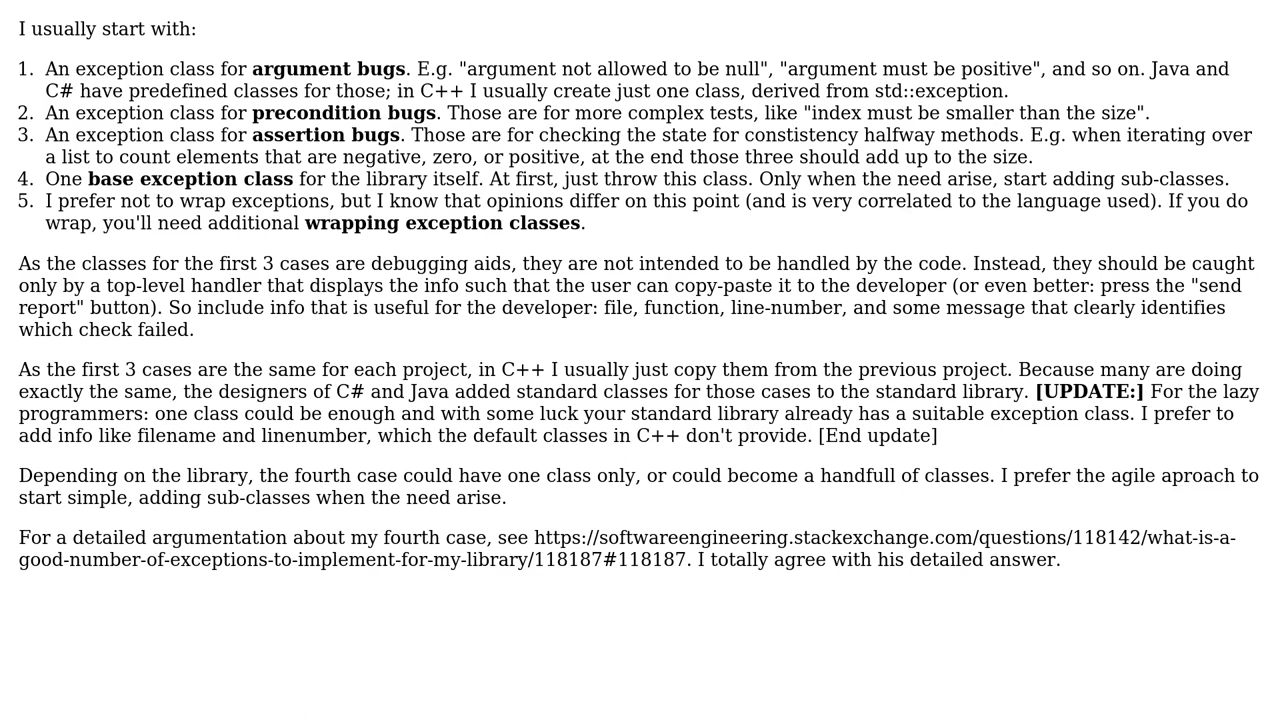 I usually start with:
1. An exception class for argument bugs. E.g. "argument not allowed to be null", "argument must be positive", and so on. Java and
C# have predefined classes for those; in C++ I usually create just one class, derived from std::exception.
2. An exception class for precondition bugs. Those are for more complex tests, like "index must be smaller than the size".
3. An exception class for assertion bugs. Those are for checking the state for constistency halfway methods. E.g. when iterating over
a list to count elements that are negative, zero, or positive, at the end those three should add up to the size.
4. One base exception class for the library itself. At first, just throw this class. Only when the need arise, start adding sub-classes.
5. I prefer not to wrap exceptions, but I know that opinions differ on this point (and is very correlated to the language used). If you do
wrap, you'll need additional wrapping exception classes.
As the classes for the first 3 cases are debugging aids, they are not intended to be handled by the code. Instead, they should be caught
only by a top-level handler that displays the info such that the user can copy-paste it to the developer (or even better: press the "send
report" button). So include info that is useful for the developer: file, function, line-number, and some message that clearly identifies
which check failed.
As the first 3 cases are the same for each project, in C++ I usually just copy them from the previous project. Because many are doing
exactly the same, the designers of C# and Java added standard classes for those cases to the standard library. [UPDATE:] For the lazy
programmers: one class could be enough and with some luck your standard library already has a suitable exception class. I prefer to
add info like filename and linenumber, which the default classes in C++ don't provide. [End update]
Depending on the library, the fourth case could have one class only, or could become a handfull of classes. I prefer the agile aproach to
start simple, adding sub-classes when the need arise.
For a detailed argumentation about my fourth case, see https://softwareengineering.stackexchange.com/questions/118142/what-is-a-
good-number-of-exceptions-to-implement-for-my-library/118187#118187. I totally agree with his detailed answer.